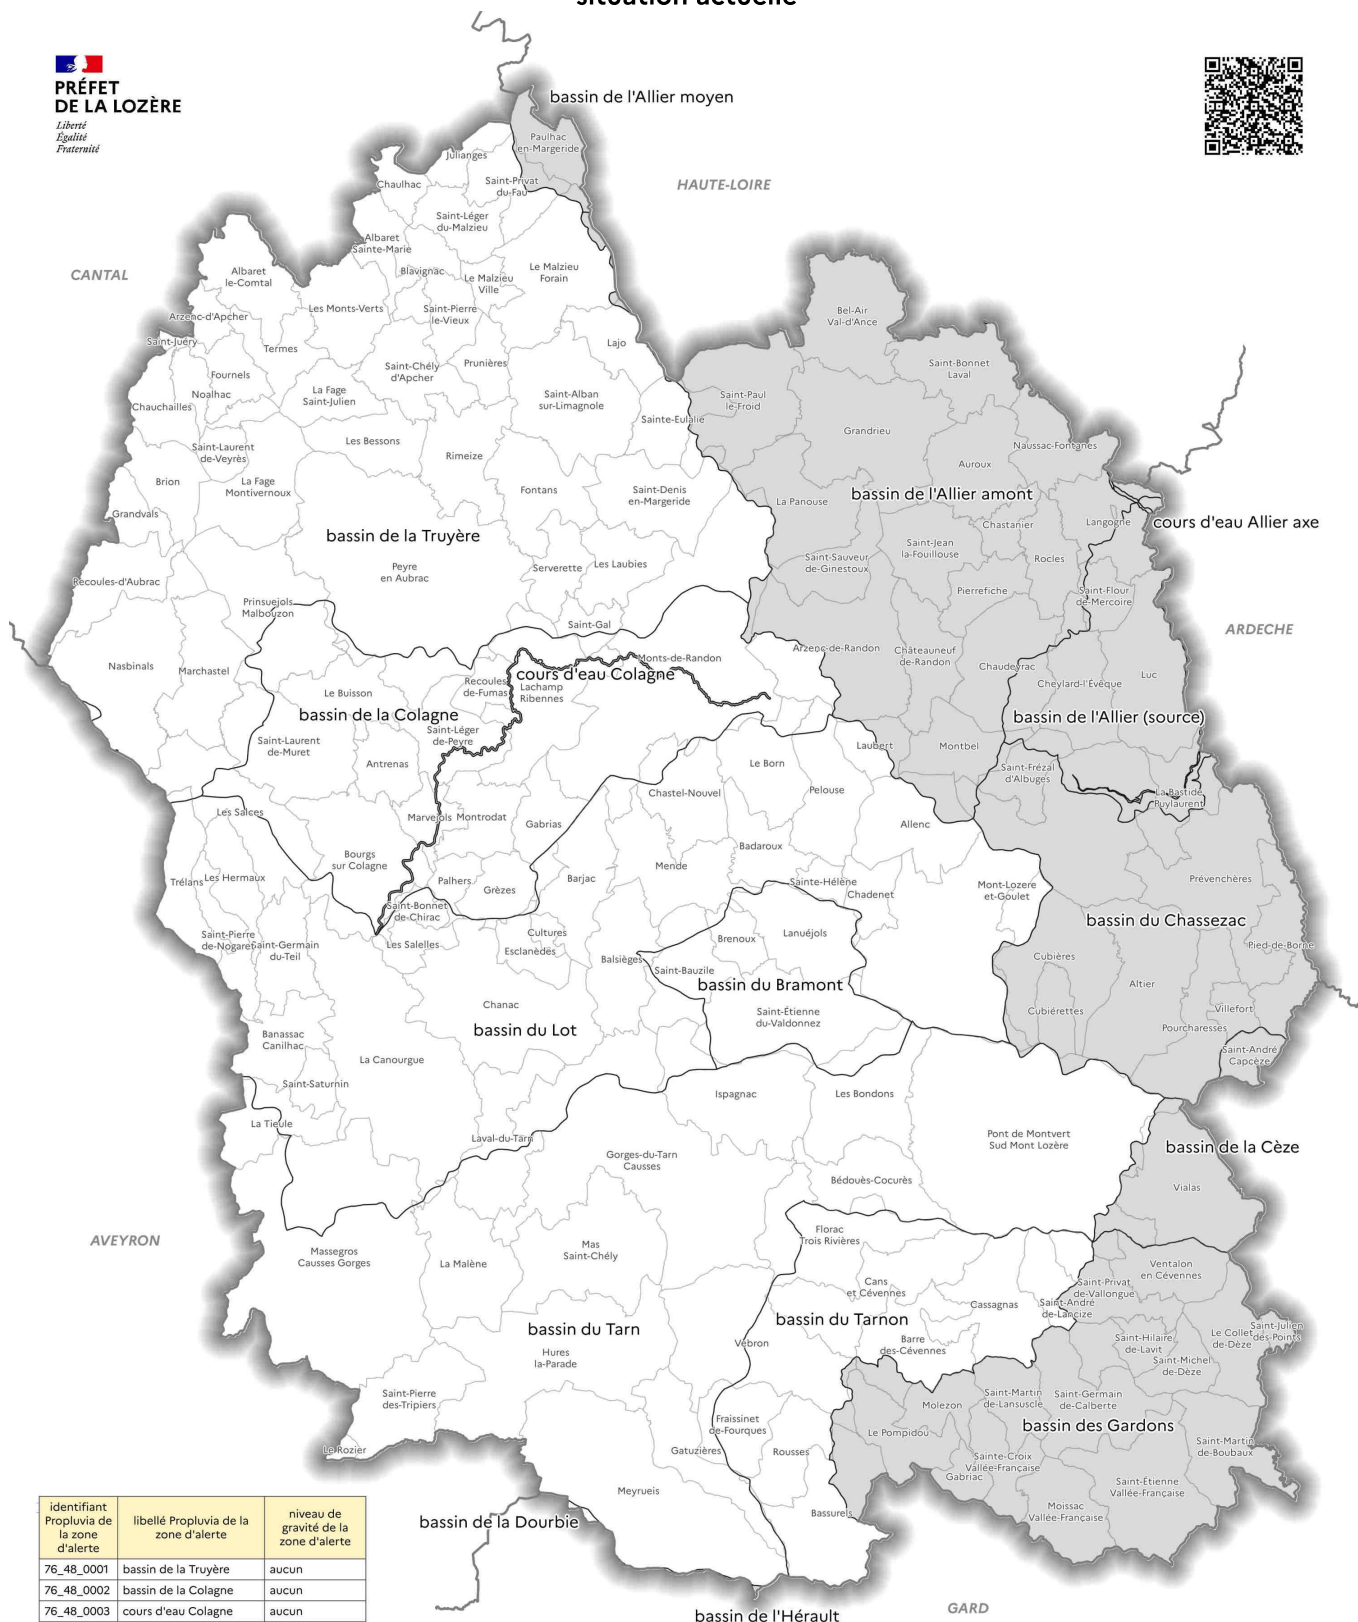 situation actuelle
PRÉFET
DE LA LOZÈRE
Liberté
Égalité
Fraternité
bassin de l'Allier moyen
Paulhac
en-Margeride
HAUTE-LOIRE
CANTAL
Julianges
Chaulhac
Saint-Privat
du-Fau
Saint-Léger
du-Malzieu
Albaret
Sainte-Marie
Albaret
le-Comtal
Blavignac
Le Malzieu
Ville
Le Malzieu
Forain
Les Monts-Verts
Saint-Pierre
le-Vieux
Arzenc-d'Apcher
Saint-Juéry
Termes
Lajo
Bel-Air
Val-d'Ance
Saint-Bonnet
Laval
Fournels
Noalhac
Saint-Chély
d'Apcher
Prunières
La Fage
Saint-Julien
Saint-Alban
sur-Limagnole
Saint-Paul
le-Froid
Chauchailles
Sainte-Eulalie
Grandrieu
Naussac-Fontanes
Saint-Laurent
de-Veyrès
Les Bessons
Rimeize
Auroux
Brion
La Fage
Montivernoux
Fontans
Saint-Denis
en-Margeride
La Panouse
bassin de l'Allier amont
Grandvals
Chastanier
Langogne
cours d'eau Allier axe
bassin de la Truyère
Saint-Jean
la-Fouillouse
Saint-Sauveur
de-Ginestoux
Rocles
Peyre
en Aubrac
Serverette
Les Laubies
Recoules-d'Aubrac
Pierrefiche
Saint-Flour
de-Mercoire
Prinsuejols
Malbouzon
Saint-Gal
ARDECHE
Nasbinals
Marchastel
Monts-de-Randon
Arzenc-de-Randon
Châteauneuf
de-Randon
Chaudeyrac
cours d'eau Colagne
Recoules
de-Fumas
Lachamp
Ribennes
Luc
Cheylard-l'Évêque
Le Buisson
bassin de la Colagne
bassin de l'Allier (source)
Saint-Léger
de-Peyre
Saint-Laurent
de-Muret
Laubert
Montbel
Antrenas
Le Born
Saint-Frézal
d'Albuges
Chastel-Nouvel
Pelouse
La Bastide
Puylaurent
Les Salces
Marvejols
Montrodat
Gabrias
Allenc
Badaroux
Bourgs
sur Colagne
Mende
Trélans
Les Hermaux
Palhers
Grèzes
Barjac
Sainte-Hélène
Chadenet
Mont-Lozere
et-Goulet
Prévenchères
Saint-Bonnet
de-Chirac
bassin du Chassezac
Saint-Pierre
de-Nogaret
Saint-Germain
du-Teil
Les Salelles
Cultures
Esclanèdes
Brenoux
Lanuéjols
Pied-de-Borne
Balsièges
Saint-Bauzile
Cubières
bassin du Bramont
Altier
Chanac
Saint-Étienne
du-Valdonnez
Cubiérettes
Villefort
bassin du Lot
Pourcharesses
Banassac
Canilhac
La Canourgue
Saint-André
Capcèze
Saint-Saturnin
Ispagnac
Les Bondons
La Tieule
Laval-du-Tarn
Pont de Montvert
Sud Mont Lozère
bassin de la Cèze
Gorges-du-Tarn
Causses
Bédouès-Cocurès
Vialas
AVEYRON
Florac
Trois Rivières
Massegros
Causses Gorges
La Malène
Mas
Saint-Chély
Ventalon
en Cévennes
Cans
et Cévennes
Saint-Privat
de-Vallongue
Cassagnas
Saint-André
de-Lancize
bassin du Tarnon
bassin du Tarn
Saint-Julien
des-Points
Le Collet
de-Dèze
Saint-Hilaire
de-Lavit
Vebron
Barre
des-Cévennes
Hures
la-Parade
Saint-Michel
de-Dèze
Saint-Pierre
des-Tripiers
Molezon
Saint-Martin
de-Lansuscle
Saint-Germain
de-Calberte
Fraissinet
de-Fourques
Le Pompidou
bassin des Gardons
Le Rozier
Gatuzières
Rousses
Saint-Martin
de-Boubaux
Sainte-Croix
Vallée-Française
Gabriac
Saint-Étienne
Vallée-Française
Meyrueis
Bassurels
Moissac
Vallée-Française
bassin de la Dourbie
identifiant
Propluvia de
la zone
d'alerte
libellé Propluvia de la
zone d'alerte
niveau de
gravité de la
zone d'alerte
76_48_0001 bassin de la Truyère aucun
76_48_0002 bassin de la Colagne aucun
76_48_0003 cours d'eau Colagne aucun
GARD
bassin de l'Hérault